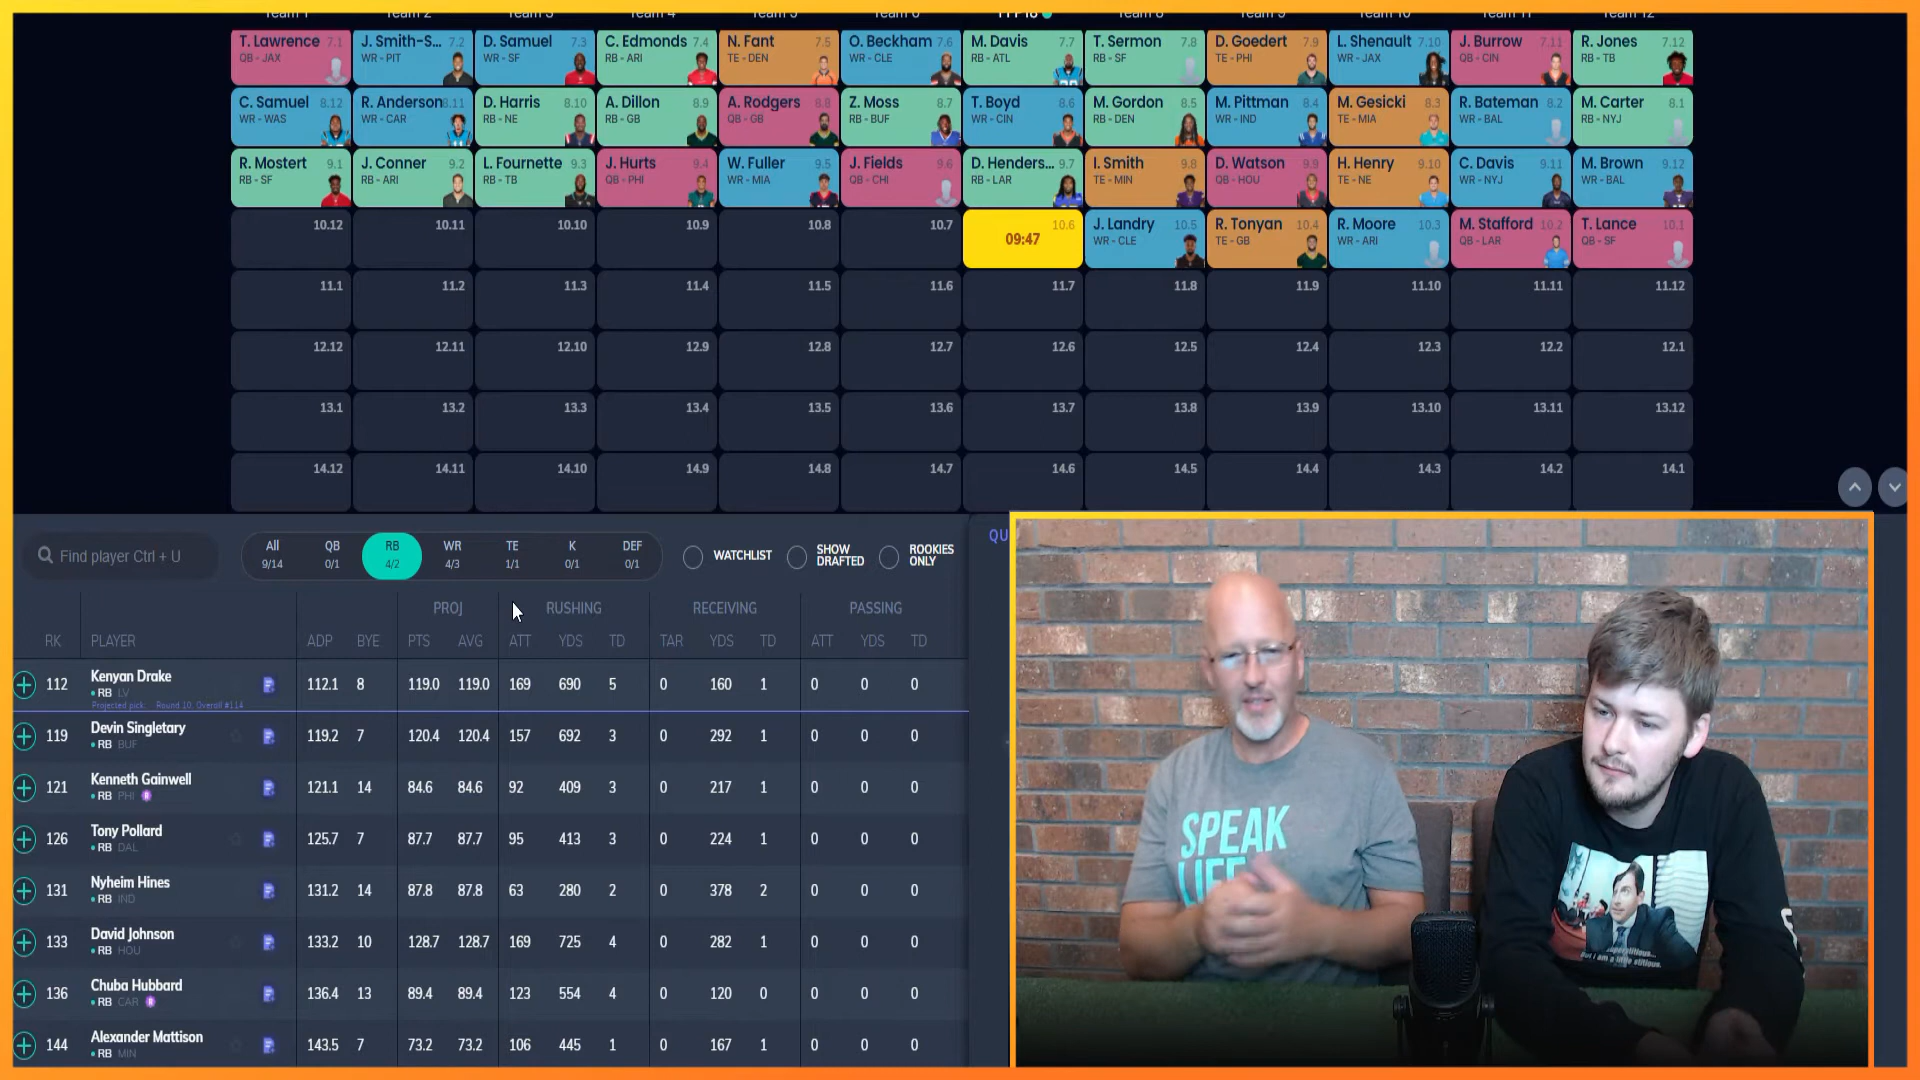 T. Lawrence 7.1 J. Smith-S... 7.2 D. Samuel 7.3 C. Edmonds 7.4 N. Fant 7.5 O. Beckham 7.6 M. Davis 7.7 T. Sermon 7.8 D. Goedert 7.9 L. Shenault 7.10 J. Burrow 7.11 R. Jones 7.12
QB - JAX WR - PIT WR - SF RB - ARI TE - DEN WR - CLE RB - ATL RB - SF TE - PHI WR - JAX QB - CIN RB - TB
C. Samuel 8.12 R. Anderson 8.11 D. Harris 8.10 A. Dillon 8.9 A. Rodgers 8.8 Z. Moss 8.7 T. Boyd 8.6 M. Gordon 8.5 M. Pittman 8.4 M. Gesicki 8.3 R. Bateman 8.2 M. Carter 8.1
WR - WAS WR - CAR RB - NE RB - GB QB - GB RB - BUF WR - CIN RB - DEN WR - IND TE - MIA WR - BAL RB - NYJ
R. Mostert 9.1 J. Conner 9.2 L. Fournette 9.3 J. Hurts 9.4 W. Fuller 9.5 J. Fields 9.6 D. Henders... 9.7 I. Smith 9.8 D. Watson 9.9 H. Henry 9.10 C. Davis 9.11 M. Brown 9.12
RB - SF RB - ARI RB - TB QB - PHI WR - MIA QB - CHI RB - LAR TE - MIN QB - HOU TE - NE WR - NYJ WR - BAL
10.12 10.11 10.10 10.9 10.8 10.7 10.6 J. Landry 10.5 R. Tonyan 10.4 R. Moore 10.3 M. Stafford 10.2 T. Lance 10.1
09:47 WR - CLE TE - GB WR - ARI QB - LAR QB - SF
11.1 11.2 11.3 11.4 11.5 11.6 11.7 11.8 11.9 11.10 11.11 11.12
12.12 12.11 12.10 12.9 12.8 12.7 12.6 12.5 12.4 12.3 12.2 12.1
13.1 13.2 13.3 13.4 13.5 13.6 13.7 13.8 13.9 13.10 13.11 13.12
14.12 14.11 14.10 14.9 14.8 14.7 14.6 14.5 14.4 14.3 14.2 14.1
Find player Ctrl + U
All QB RB WR TE K DEF
9/14 0/1 4/2 4/3 1/1 0/1 0/1
WATCHLIST
SHOW
DRAFTED
ROOKIES
ONLY
QU
PROJ RUSHING RECEIVING PASSING
RK PLAYER ADP BYE PTS AVG ATT YDS TD TAR YDS TD ATT YDS TD
112 Kenyan Drake 112.1 8 119.0 119.0 169 690 5 0 160 1 0 0 0
RB LV
Projected pick: Round 10, Overall #114
119 Devin Singletary 119.2 7 120.4 120.4 157 692 3 0 292 1 0 0 0
RB BUF
121 Kenneth Gainwell 121.1 14 84.6 84.6 92 409 3 0 217 1 0 0 0
RB PHI R
126 Tony Pollard 125.7 7 87.7 87.7 95 413 3 0 224 1 0 0 0
RB DAL
131 Nyheim Hines 131.2 14 87.8 87.8 63 280 2 0 378 2 0 0 0
RB IND
133 David Johnson 133.2 10 128.7 128.7 169 725 4 0 282 1 0 0 0
RB HOU
136 Chuba Hubbard 136.4 13 89.4 89.4 123 554 4 0 120 0 0 0 0
RB CAR R
144 Alexander Mattison 143.5 7 73.2 73.2 106 445 1 0 167 1 0 0 0
RB MIN
SPEAK
LIFE
But I am a little stitious.